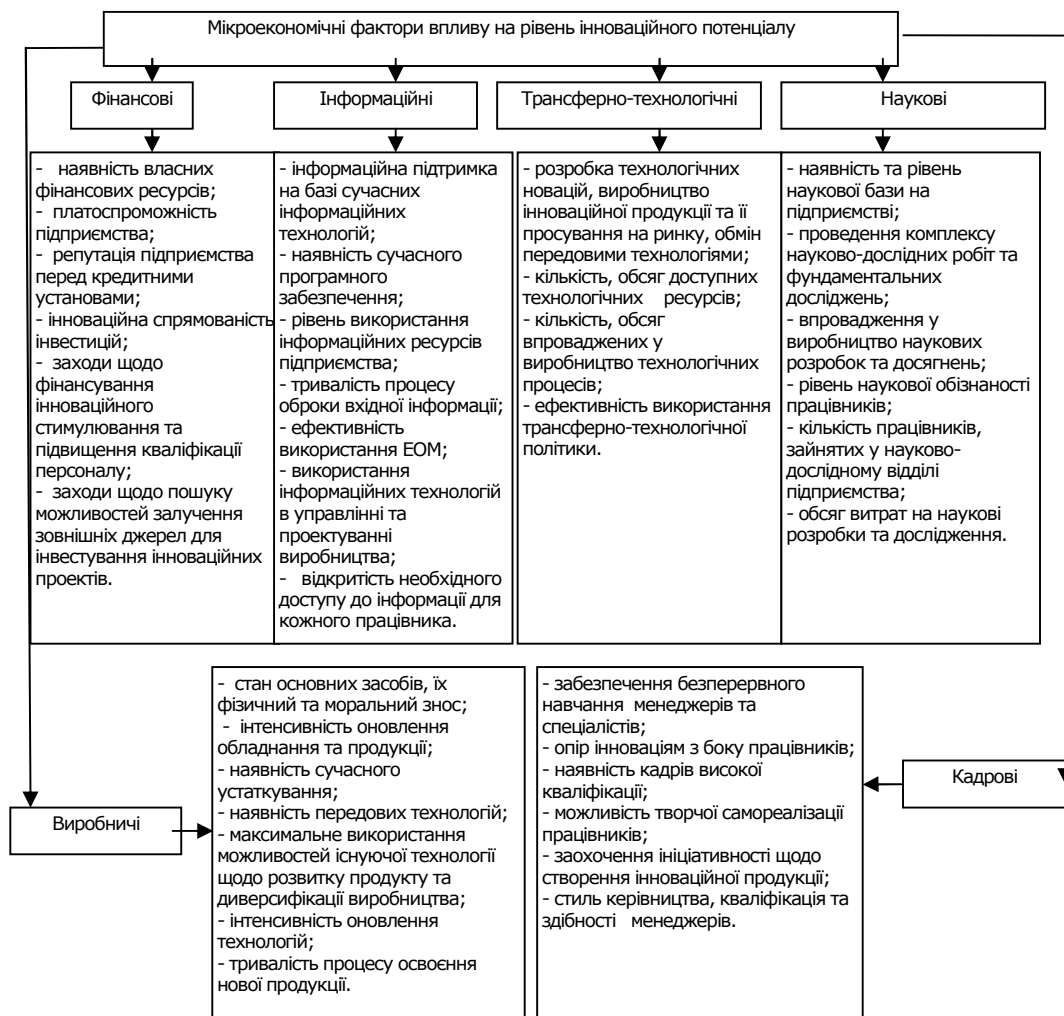 Мікроекономічні фактори впливу на рівень інноваційного потенціалу
Фінансові
Інформаційні
Трансферно-технологічні
Наукові
- наявність власних
фінансових ресурсів;
- платоспроможність
підприємства;
- репутація підприємства
перед кредитними
установами;
- інноваційна спрямованість
інвестицій;
- заходи щодо
фінансування
інноваційного
стимулювання та
підвищення кваліфікації
персоналу;
- заходи щодо пошуку
можливостей залучення
зовнішніх джерел для
інвестування інноваційних
проектів.
- інформаційна підтримка
на базі сучасних
інформаційних
технологій;
- наявність сучасного
програмного
забезпечення;
- рівень використання
інформаційних ресурсів
підприємства;
- тривалість процесу
оброки вхідної інформації;
- ефективність
використання ЕОМ;
- використання
інформаційних технологій
в управлінні та
проектуванні
виробництва;
- відкритість необхідного
доступу до інформації для
кожного працівника.
- розробка технологічних
новацій, виробництво
інноваційної продукції та її
просування на ринку, обмін
передовими технологіями;
- кількість, обсяг доступних
технологічних ресурсів;
- кількість, обсяг
впроваджених у
виробництво технологічних
процесів;
- ефективність використання
трансферно-технологічної
політики.
- наявність та рівень
наукової бази на
підприємстві;
- проведення комплексу
науково-дослідних робіт та
фундаментальних
досліджень;
- впровадження у
виробництво наукових
розробок та досягнень;
- рівень наукової обізнаності
працівників;
- кількість працівників,
зайнятих у науково-
дослідному відділі
підприємства;
- обсяг витрат на наукові
розробки та дослідження.
Виробничі
- стан основних засобів, їх
фізичний та моральний знос;
- інтенсивність оновлення
обладнання та продукції;
- наявність сучасного
устаткування;
- наявність передових технологій;
- максимальне використання
можливостей існуючої технології
щодо розвитку продукту та
диверсифікації виробництва;
- інтенсивність оновлення
технологій;
- тривалість процесу освоєння
нової продукції.
- забезпечення безперервного
навчання менеджерів та
спеціалістів;
- опір інноваціям з боку працівників;
- наявність кадрів високої
кваліфікації;
- можливість творчої самореалізації
працівників;
- заохочення ініціативності щодо
створення інноваційної продукції;
- стиль керівництва, кваліфікація та
здібності менеджерів.
Кадрові